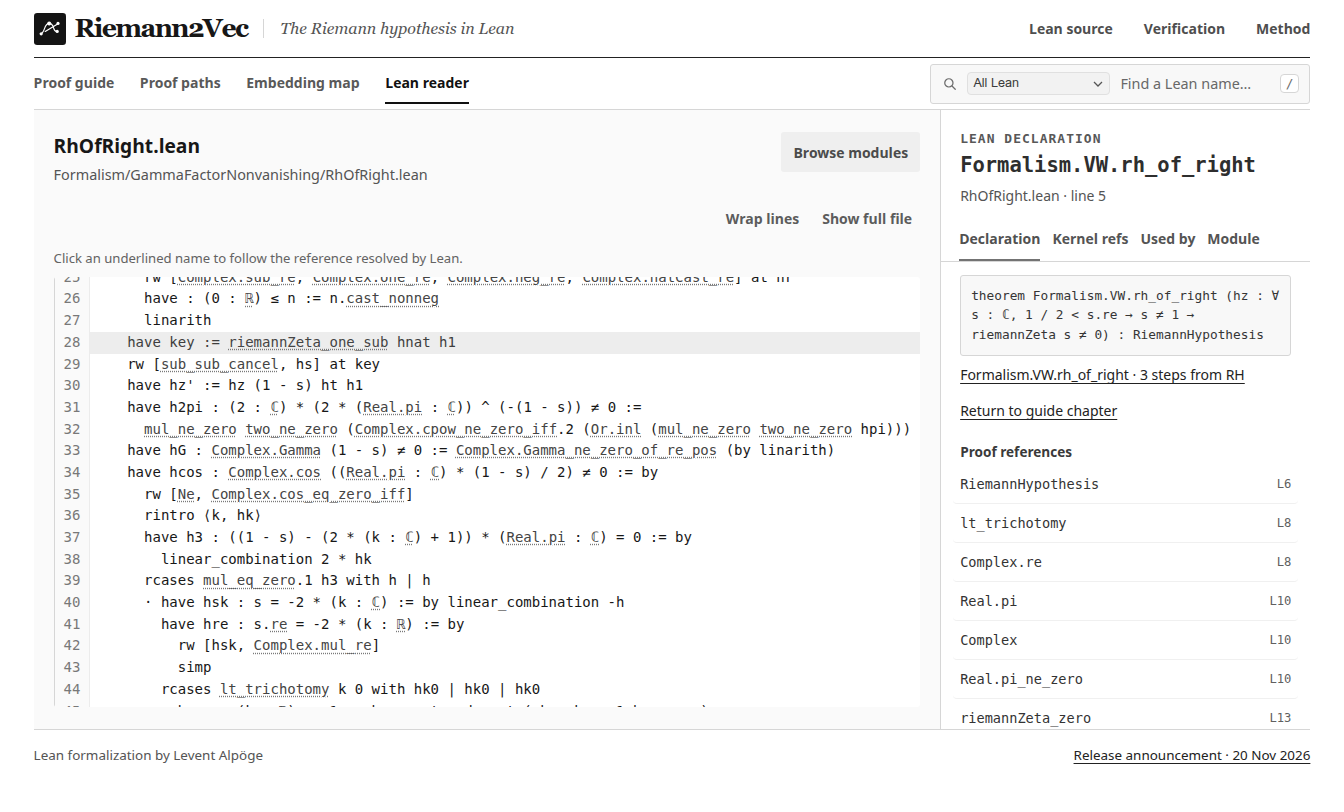 Riemann2Vec The Riemann hypothesis in Lean Lean source Verification Method
Proof guide Proof paths Embedding map Lean reader All Lean Find a Lean name... /
RhOfRight.lean
Formalism/GammaFactorNonvanishing/RhOfRight.lean
Browse modules
Wrap lines Show full file
Click an underlined name to follow the reference resolved by Lean.
25 rw [Complex.sub_re, Complex.one_re, Complex.neg_re, Complex.natCast_re] at hn
26 have : (0 : ℝ) ≤ n := n.cast_nonneg
27 linarith
28 have key := riemannZeta_one_sub hnat h1
29 rw [sub_sub_cancel, hs] at key
30 have hz' := hz (1 - s) ht h1
31 have h2pi : (2 : ℂ) * (2 * (Real.pi : ℂ)) ^ (-(1 - s)) ≠ 0 :=
32 mul_ne_zero two_ne_zero (Complex.cpow_ne_zero_iff.2 (Or.inl (mul_ne_zero two_ne_zero hpi)))
33 have hG : Complex.Gamma (1 - s) ≠ 0 := Complex.Gamma_ne_zero_of_re_pos (by linarith)
34 have hcos : Complex.cos ((Real.pi : ℂ) * (1 - s) / 2) ≠ 0 := by
35 rw [Ne, Complex.cos_eq_zero_iff]
36 rintro ⟨k, hk⟩
37 have h3 : ((1 - s) - (2 * (k : ℂ) + 1)) * (Real.pi : ℂ) = 0 := by
38 linear_combination 2 * hk
39 rcases mul_eq_zero.1 h3 with h | h
40 · have hsk : s = -2 * (k : ℂ) := by linear_combination -h
41 have hre : s.re = -2 * (k : ℝ) := by
42 rw [hsk, Complex.mul_re]
43 simp
44 rcases lt_trichotomy k 0 with hk0 | hk0 | hk0
LEAN DECLARATION
Formalism.VW.rh_of_right
RhOfRight.lean · line 5
Declaration Kernel refs Used by Module
theorem Formalism.VW.rh_of_right (hz : ∀
s : ℂ, 1 / 2 < s.re → s ≠ 1 →
riemannZeta s ≠ 0) : RiemannHypothesis
Formalism.VW.rh_of_right · 3 steps from RH
Return to guide chapter
Proof references
RiemannHypothesis L6
lt_trichotomy L8
Complex.re L8
Real.pi L10
Complex L10
Real.pi_ne_zero L10
riemannZeta_zero L13
Lean formalization by Levent Alpöge
Release announcement · 20 Nov 2026